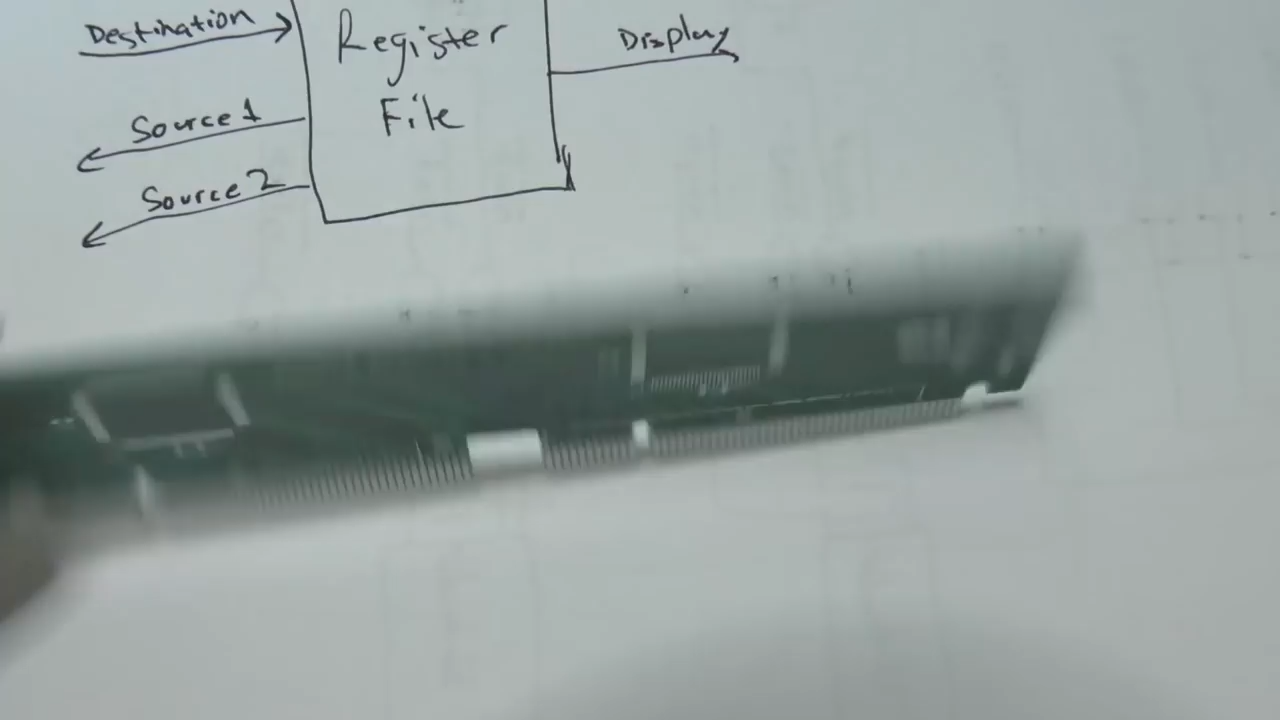 Destination
Register
File
Display
Source 1
Source 2